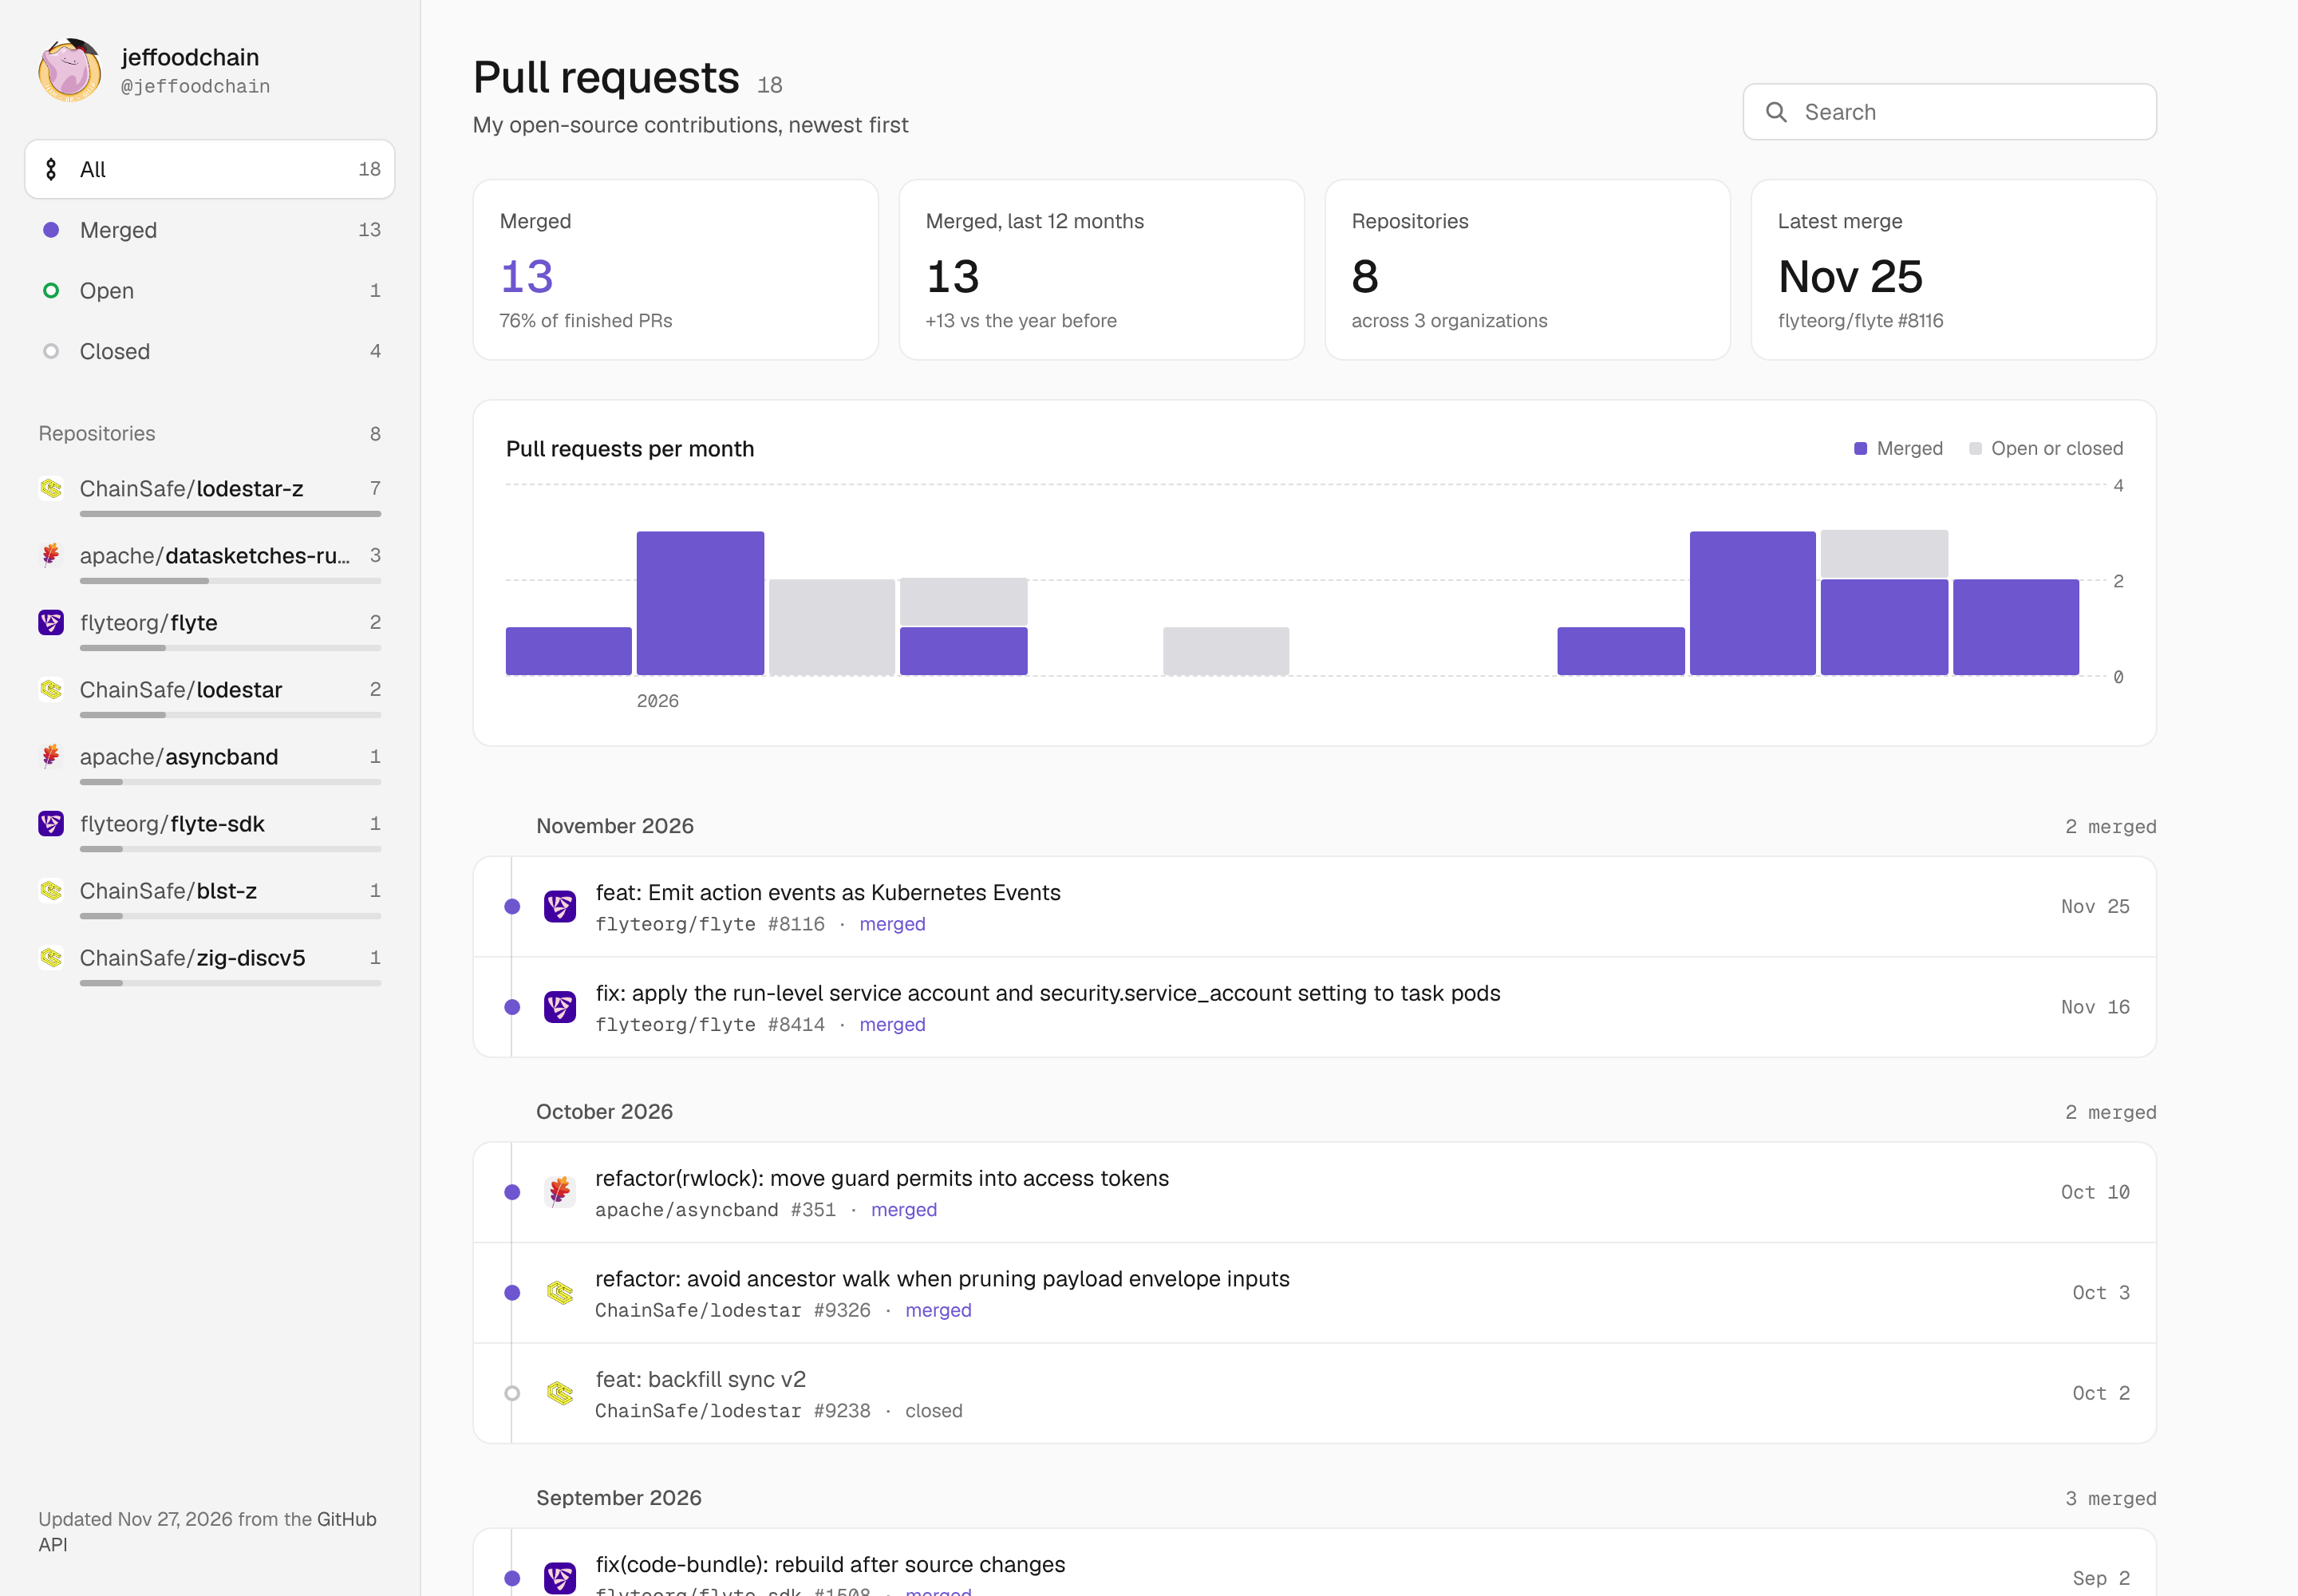 jeffoodchain
@jeffoodchain
All 18
Merged 13
Open 1
Closed 4
Repositories 8
ChainSafe/lodestar-z 7
apache/datasketches-ru... 3
flyteorg/flyte 2
ChainSafe/lodestar 2
apache/asyncband 1
flyteorg/flyte-sdk 1
ChainSafe/blst-z 1
ChainSafe/zig-discv5 1
Updated Nov 27, 2026 from the GitHub
API
Pull requests 18
My open-source contributions, newest first
Search
Merged
13
76% of finished PRs
Merged, last 12 months
13
+13 vs the year before
Repositories
8
across 3 organizations
Latest merge
Nov 25
flyteorg/flyte #8116
Pull requests per month
Merged
Open or closed
4
2
0
2026
November 2026
2 merged
feat: Emit action events as Kubernetes Events
flyteorg/flyte #8116 · merged
Nov 25
fix: apply the run-level service account and security.service_account setting to task pods
flyteorg/flyte #8414 · merged
Nov 16
October 2026
2 merged
refactor(rwlock): move guard permits into access tokens
apache/asyncband #351 · merged
Oct 10
refactor: avoid ancestor walk when pruning payload envelope inputs
ChainSafe/lodestar #9326 · merged
Oct 3
feat: backfill sync v2
ChainSafe/lodestar #9238 · closed
Oct 2
September 2026
3 merged
fix(code-bundle): rebuild after source changes
flyteorg/flyte-sdk #1508 · merged
Sep 2